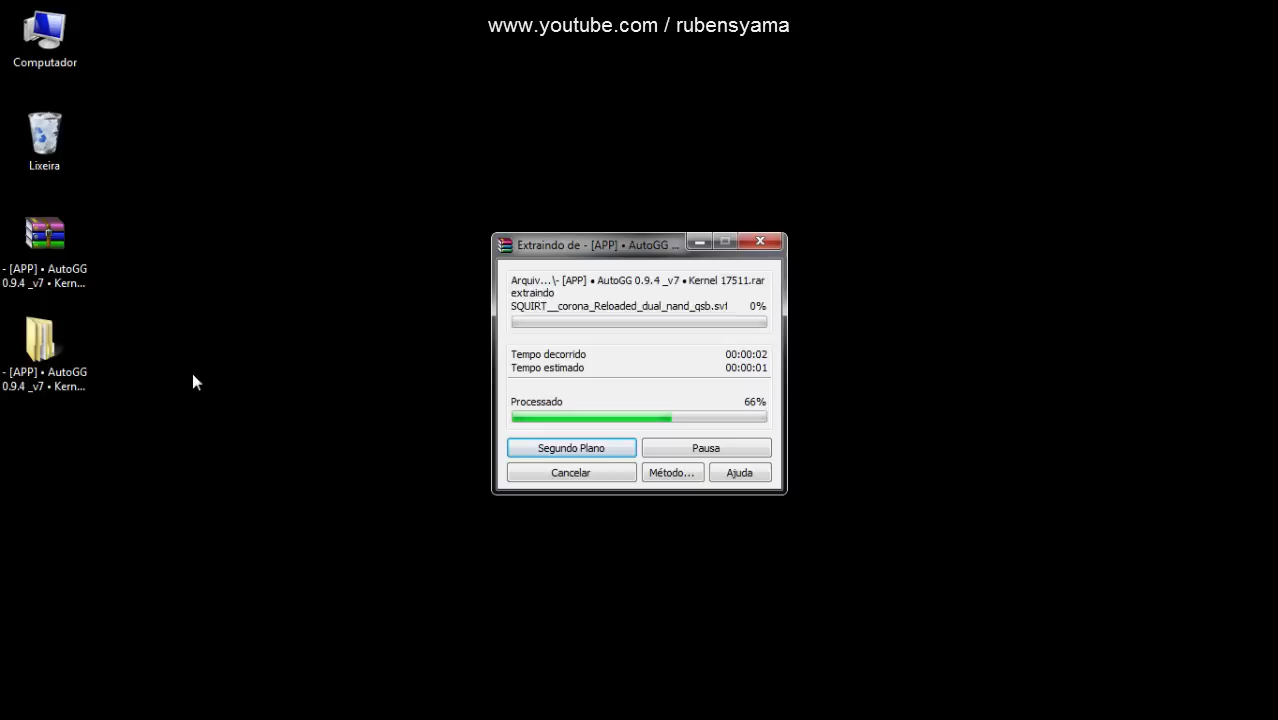 www.youtube.com / rubensyama
Computador
Lixeira
- [APP] • AutoGG
0.9.4 _v7 • Kern...
- [APP] • AutoGG
0.9.4 _v7 • Kern...
Extraindo de - [APP] • AutoGG ...
Arquiv...\- [APP] • AutoGG 0.9.4 _v7 • Kernel 17511.rar
extraindo
SQUIRT__corona_Reloaded_dual_nand_qsb.svf 0%
Tempo decorrido 00:00:02
Tempo estimado 00:00:01
Processado 66%
Segundo Plano Pausa
Cancelar Método... Ajuda